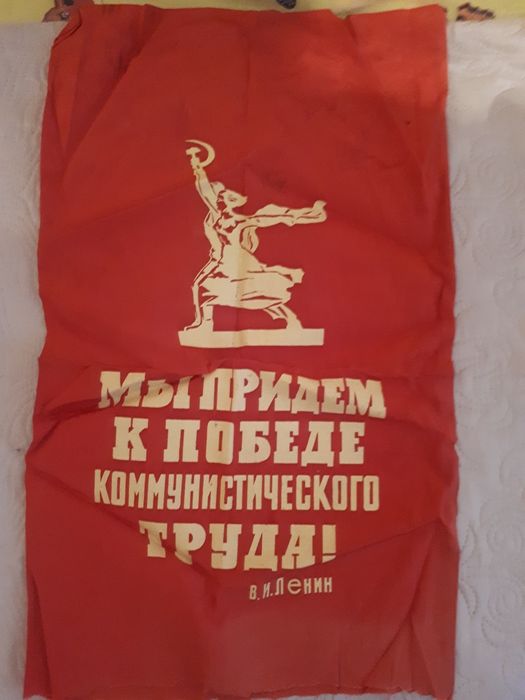 МЫ ПРИДЕМ
К ПОБЕДЕ
КОММУНИСТИЧЕСКОГО
ТРУДА!
В. И. Ленин